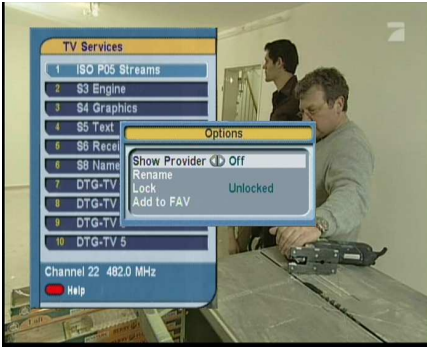 TV Services
1 ISO P05 Streams
2 S3 Engine
3 S4 Graphics
4 S5 Text
5 S6 Recei
6 S8 Name
7 DTG-TV
8 DTG-TV
9 DTG-TV
10 DTG-TV 5
Options
Show Provider Off
Rename
Lock Unlocked
Add to FAV
Channel 22 482.0 MHz
Help